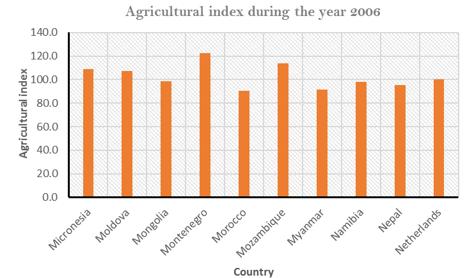 Agricultural index during the year 2006
140.0
120.0
100.0
80.0
60.0
40.0
20.0
0.0
Agricultural index
Micronesia
Moldova
Mongolia
Montenegro
Morocco
Mozambique
Myanmar
Namibia
Nepal
Netherlands
Country